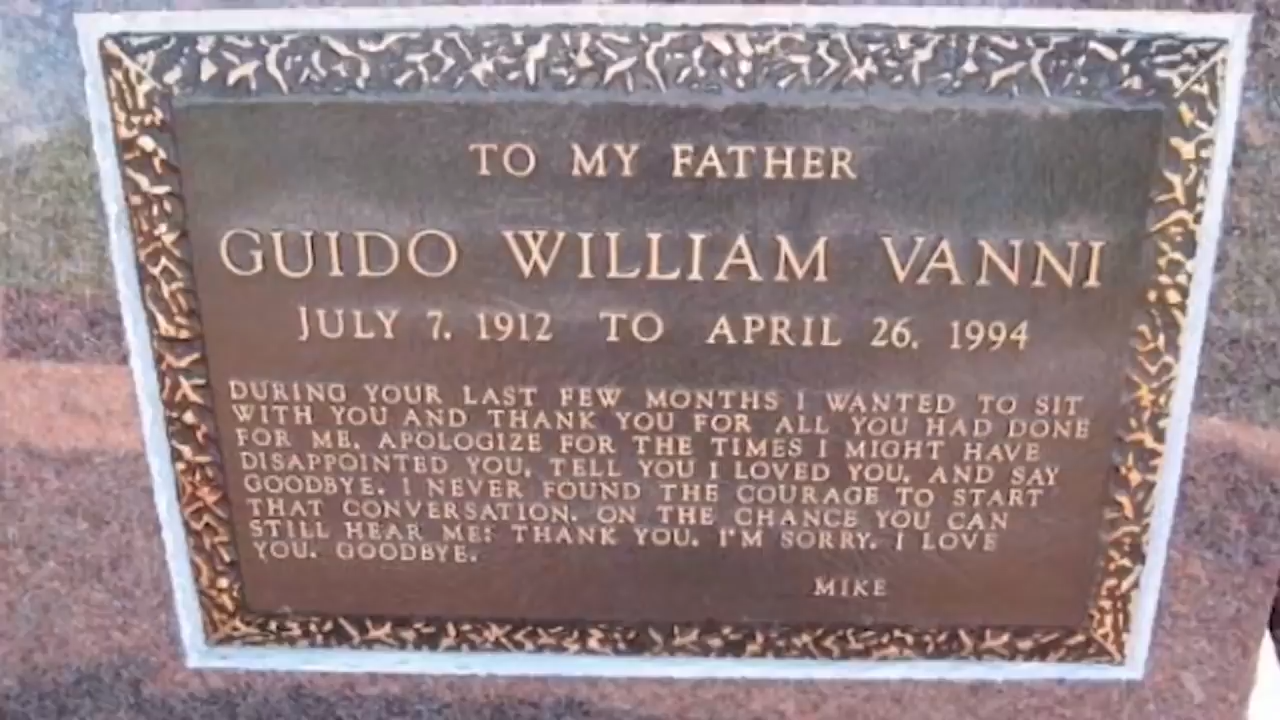 TO MY FATHER
GUIDO WILLIAM VANNI
JULY 7. 1912 TO APRIL 26. 1994
DURING YOUR LAST FEW MONTHS I WANTED TO SIT
WITH YOU AND THANK YOU FOR ALL YOU HAD DONE
FOR ME, APOLOGIZE FOR THE TIMES I MIGHT HAVE
DISAPPOINTED YOU, TELL YOU I LOVED YOU, AND SAY
GOODBYE. I NEVER FOUND THE COURAGE TO START
THAT CONVERSATION. ON THE CHANCE YOU CAN
STILL HEAR ME: THANK YOU. I'M SORRY. I LOVE
YOU. GOODBYE.
MIKE